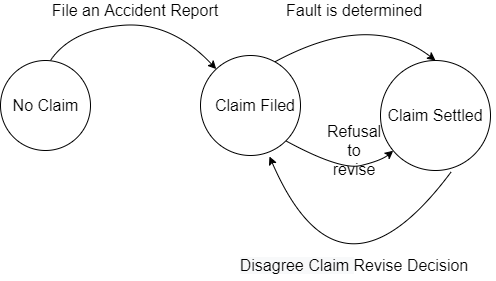 File an Accident Report
Fault is determined
No Claim
Claim Filed
Claim Settled
Refusal
to
revise
Disagree Claim Revise Decision